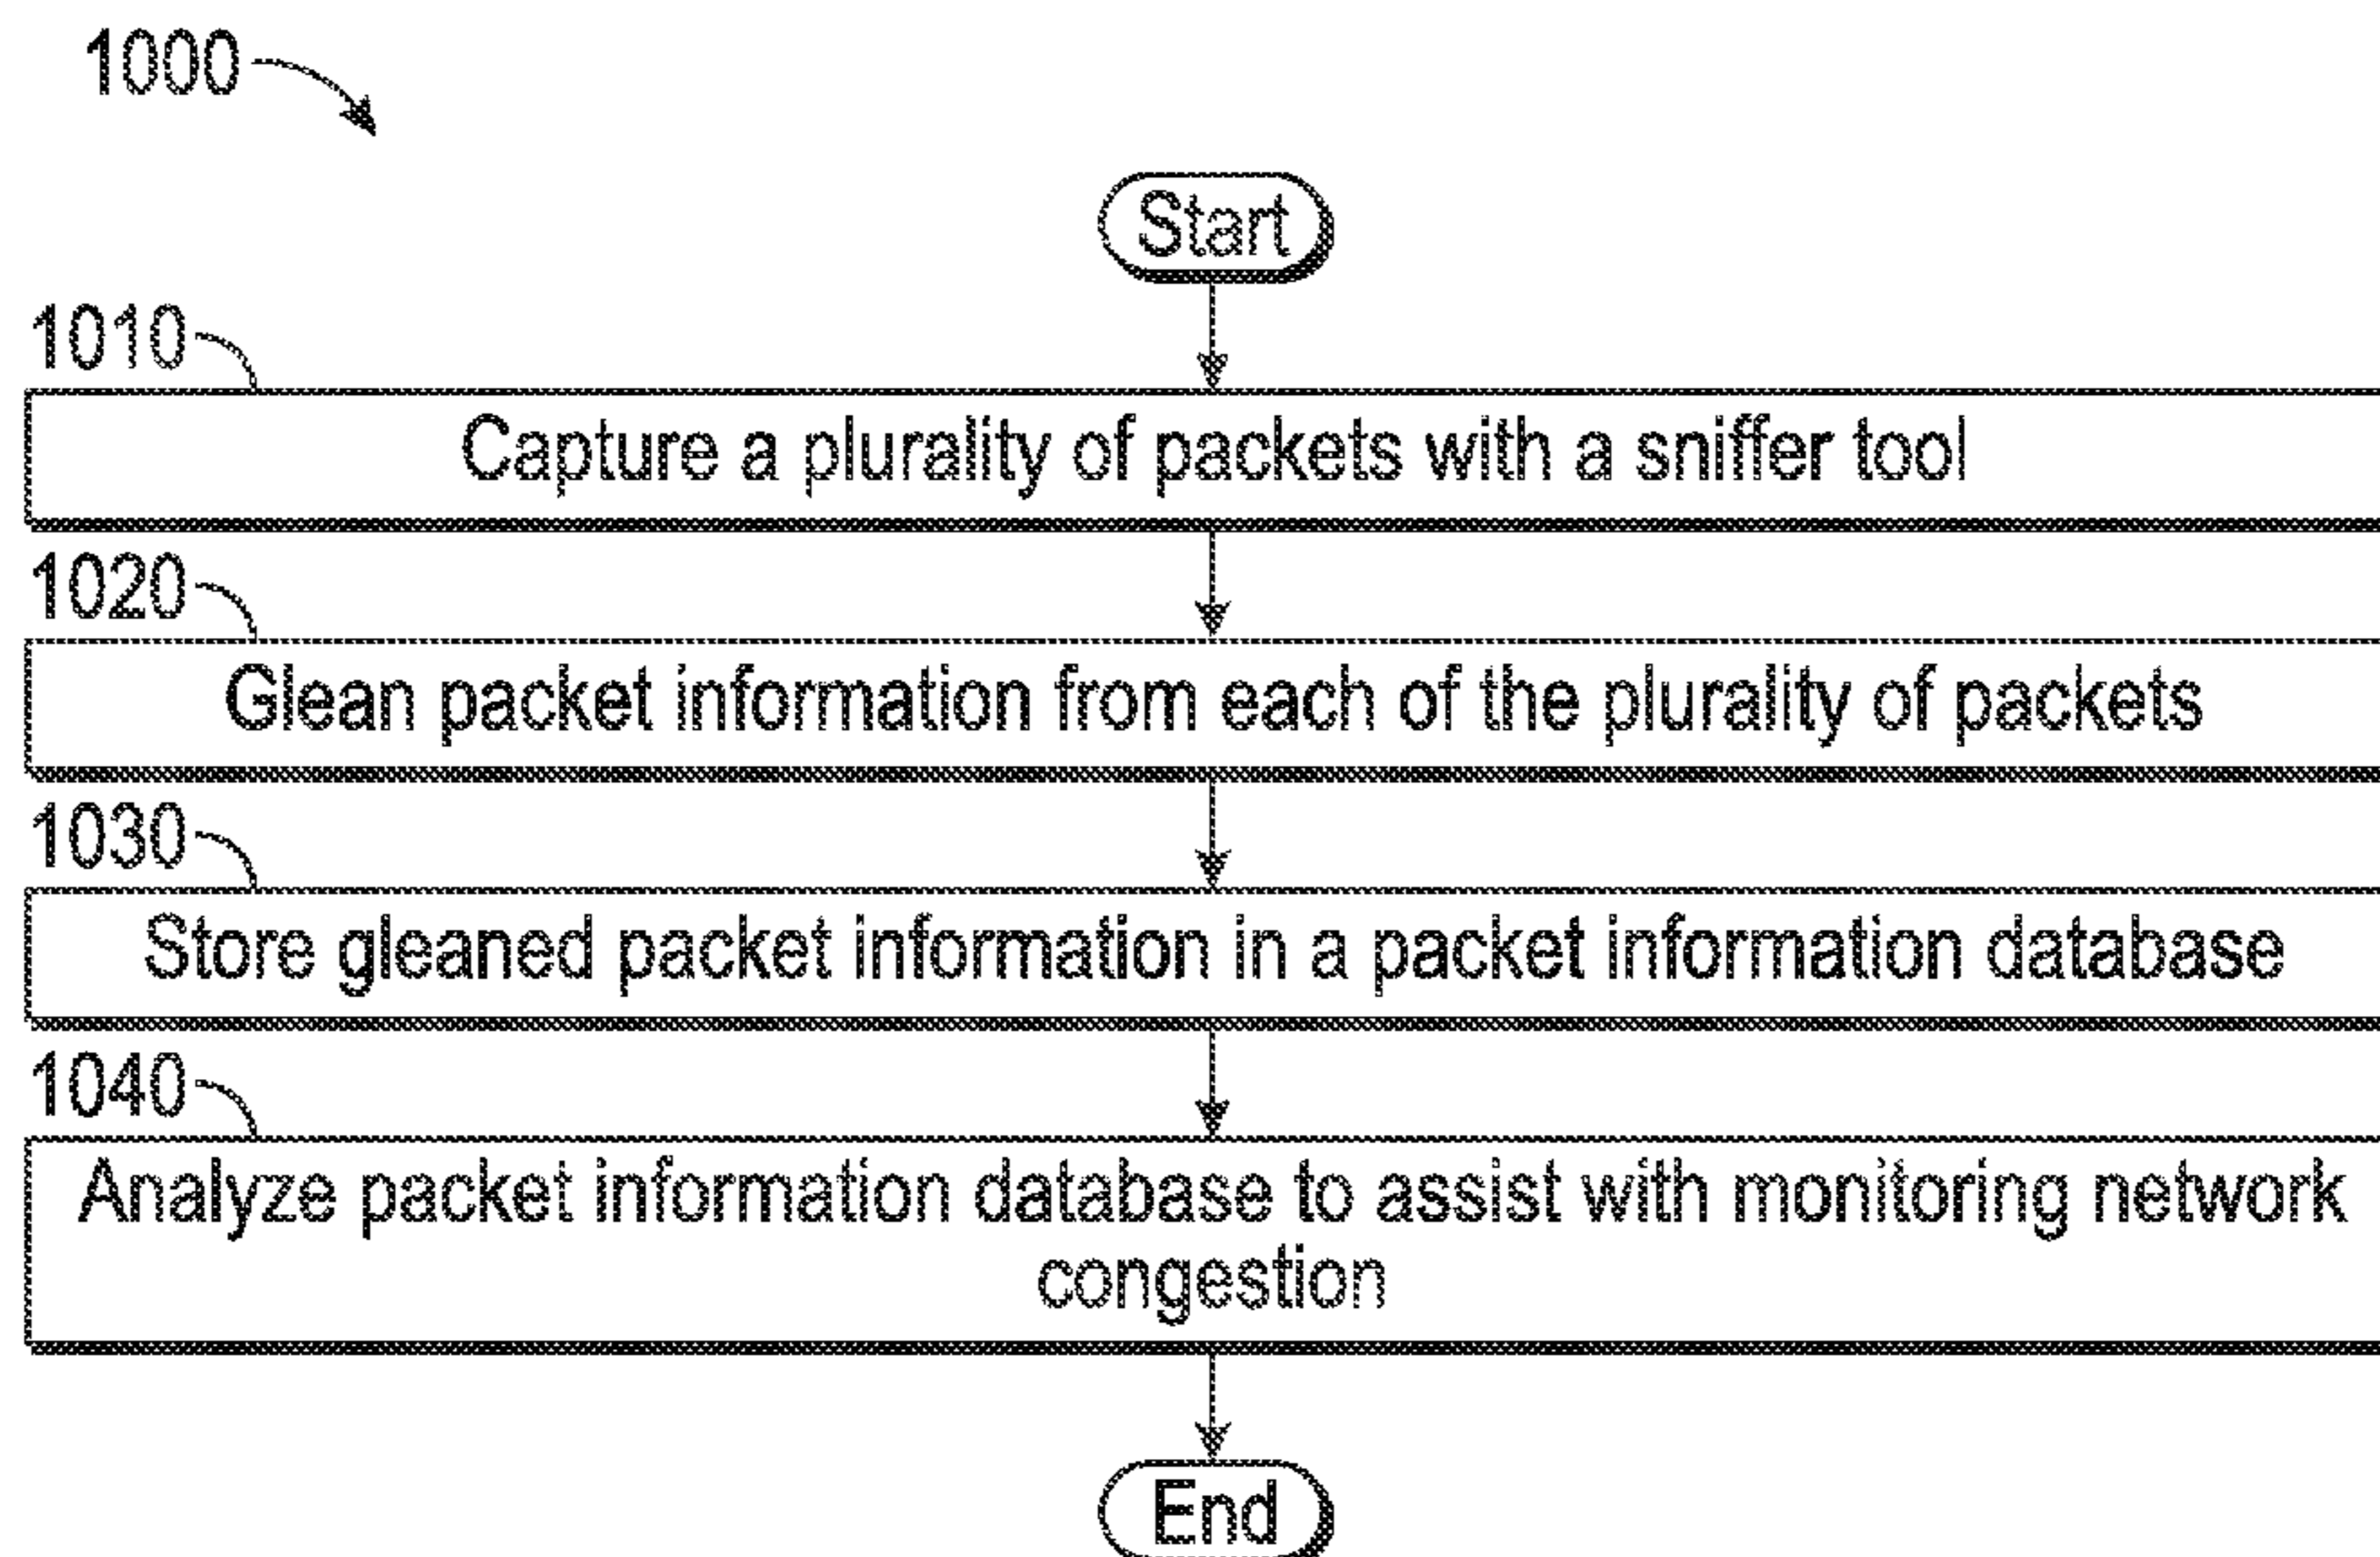 1000
Start
1010
Capture a plurality of packets with a sniffer tool
1020
Glean packet information from each of the plurality of packets
1030
Store gleaned packet information in a packet information database
1040
Analyze packet information database to assist with monitoring network
congestion
End